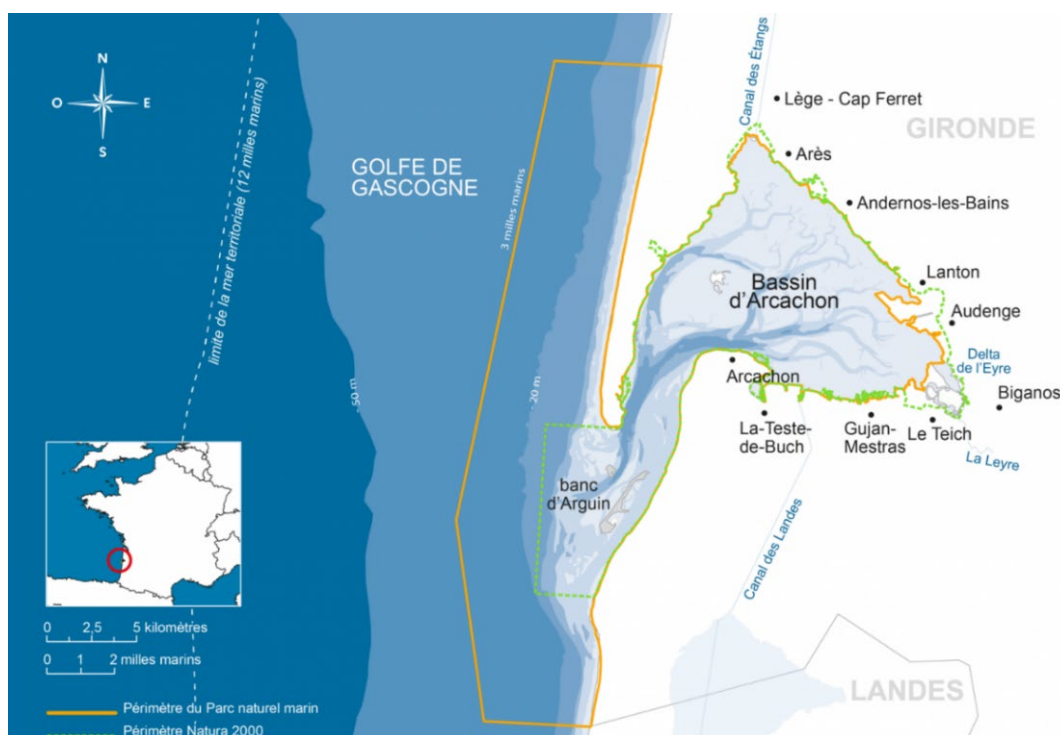 N
O
E
S
limite de la mer territoriale (12 milles marins)
GOLFE DE
GASCOGNE
3 milles marins
50 m
20 m
Canal des Étangs
Lège - Cap Ferret
GIRONDE
Arès
Andernos-les-Bains
Bassin
d'Arcachon
Lanton
Audenge
Delta
de l'Eyre
Biganos
Arcachon
La-Teste-
de-Buch
Gujan-
Mestras
Le Teich
La Leyre
banc
d'Arguin
Canal des Landes
LANDES
0 2,5 5 kilomètres
0 1 2 milles marins
Périmètre du Parc naturel marin
Périmètre Natura 2000